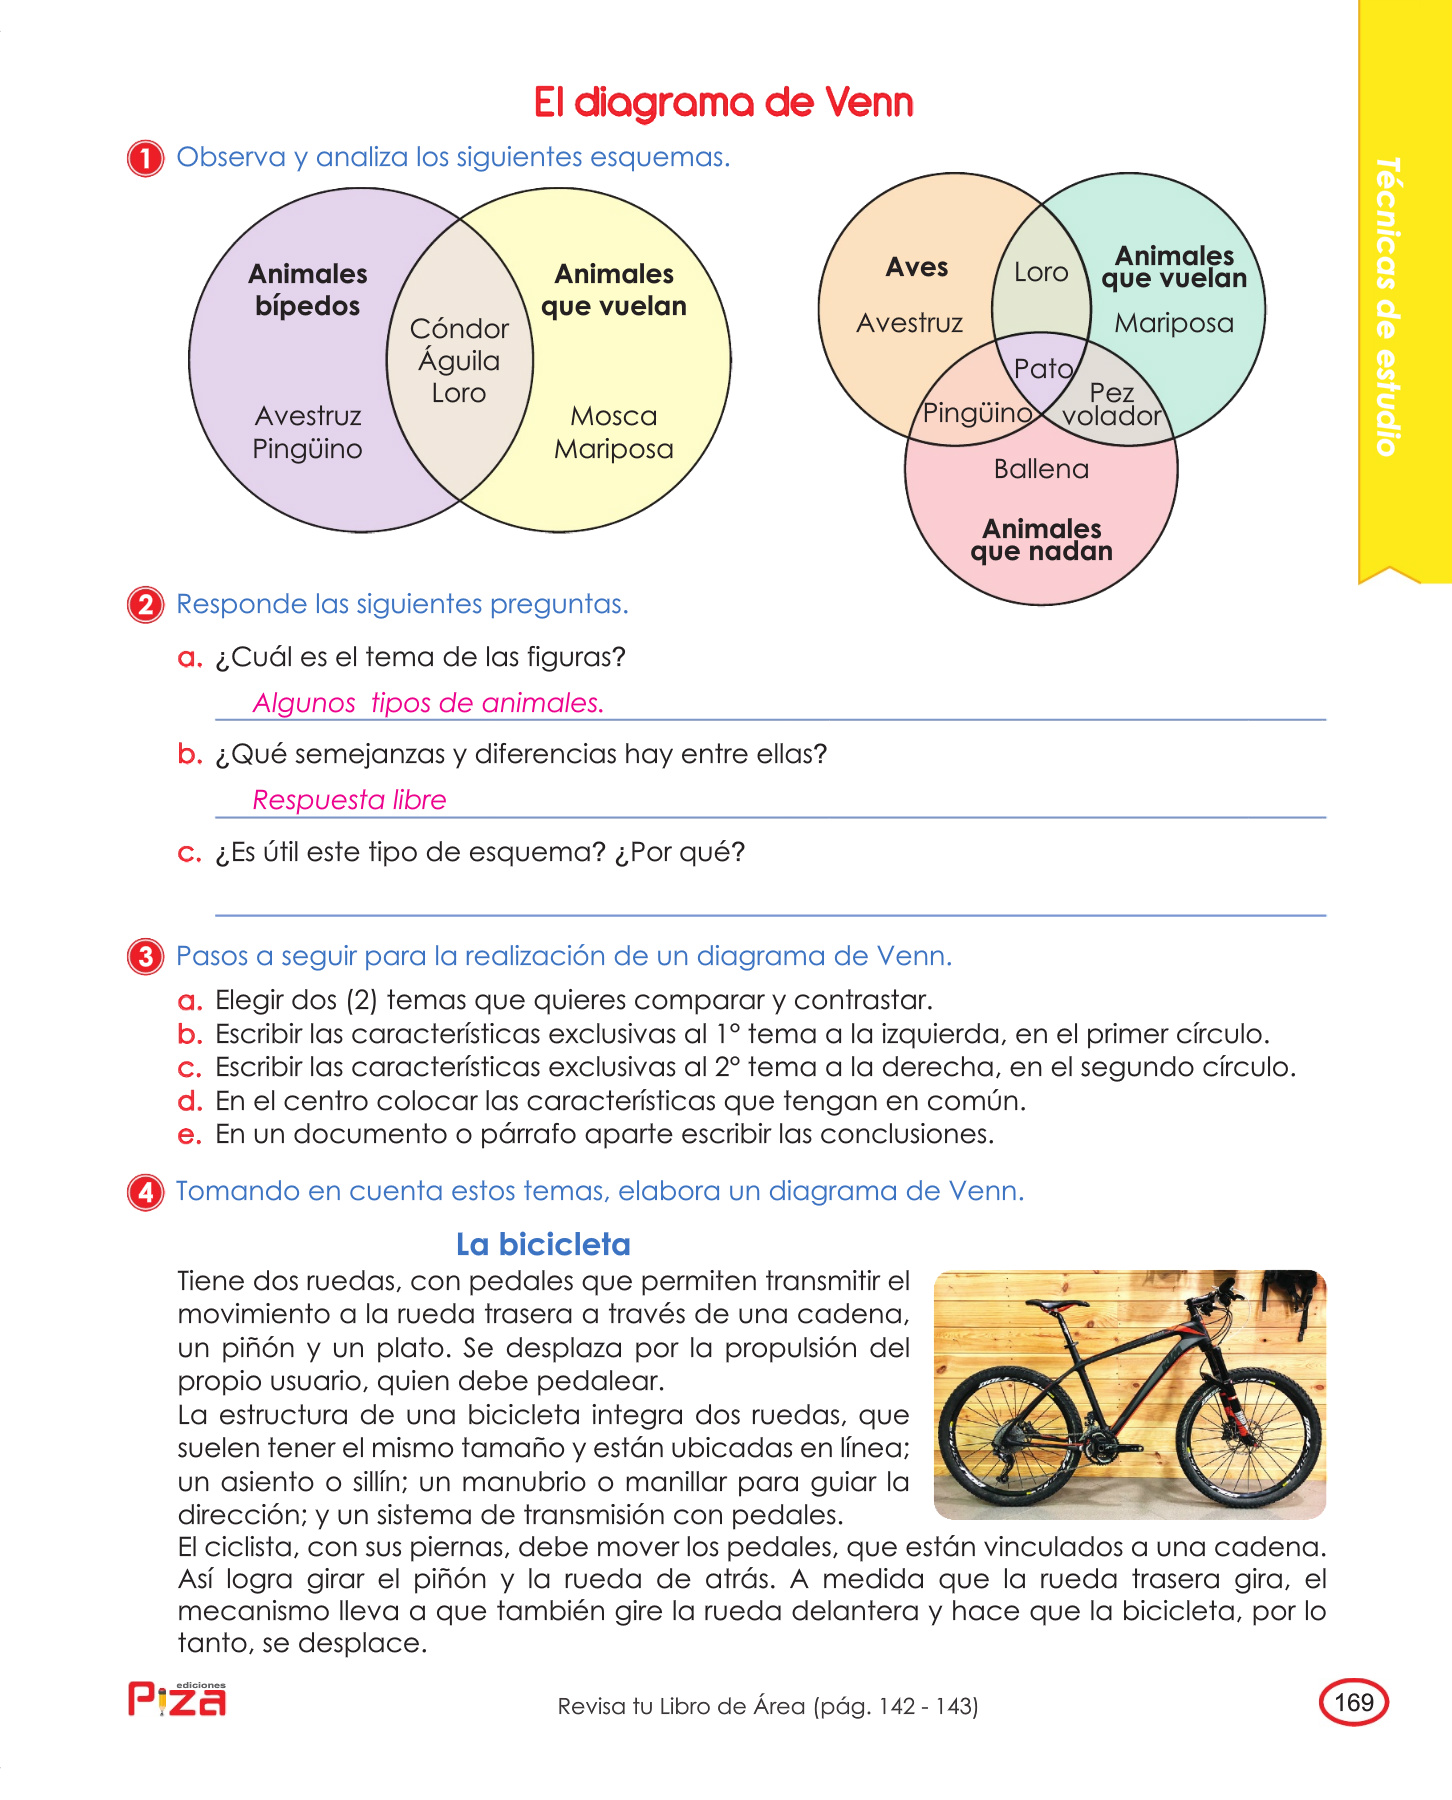 El diagrama de Venn
1 Observa y analiza los siguientes esquemas.
Animales
bípedos
Avestruz
Pingüino
Cóndor
Águila
Loro
Animales
que vuelan
Mosca
Mariposa
Aves
Avestruz
Loro
Animales
que vuelan
Mariposa
Pato
Pingüino
Pez
volador
Ballena
Animales
que nadan
Técnicas de estudio
2 Responde las siguientes preguntas.
a. ¿Cuál es el tema de las figuras?
Algunos tipos de animales.
b. ¿Qué semejanzas y diferencias hay entre ellas?
Respuesta libre
c. ¿Es útil este tipo de esquema? ¿Por qué?
3 Pasos a seguir para la realización de un diagrama de Venn.
a. Elegir dos (2) temas que quieres comparar y contrastar.
b. Escribir las características exclusivas al 1° tema a la izquierda, en el primer círculo.
c. Escribir las características exclusivas al 2° tema a la derecha, en el segundo círculo.
d. En el centro colocar las características que tengan en común.
e. En un documento o párrafo aparte escribir las conclusiones.
4 Tomando en cuenta estos temas, elabora un diagrama de Venn.
La bicicleta
Tiene dos ruedas, con pedales que permiten transmitir el
movimiento a la rueda trasera a través de una cadena,
un piñón y un plato. Se desplaza por la propulsión del
propio usuario, quien debe pedalear.
La estructura de una bicicleta integra dos ruedas, que
suelen tener el mismo tamaño y están ubicadas en línea;
un asiento o sillín; un manubrio o manillar para guiar la
dirección; y un sistema de transmisión con pedales.
El ciclista, con sus piernas, debe mover los pedales, que están vinculados a una cadena.
Así logra girar el piñón y la rueda de atrás. A medida que la rueda trasera gira, el
mecanismo lleva a que también gire la rueda delantera y hace que la bicicleta, por lo
tanto, se desplace.
ediciones
Piza
Revisa tu Libro de Área (pág. 142 - 143)
169